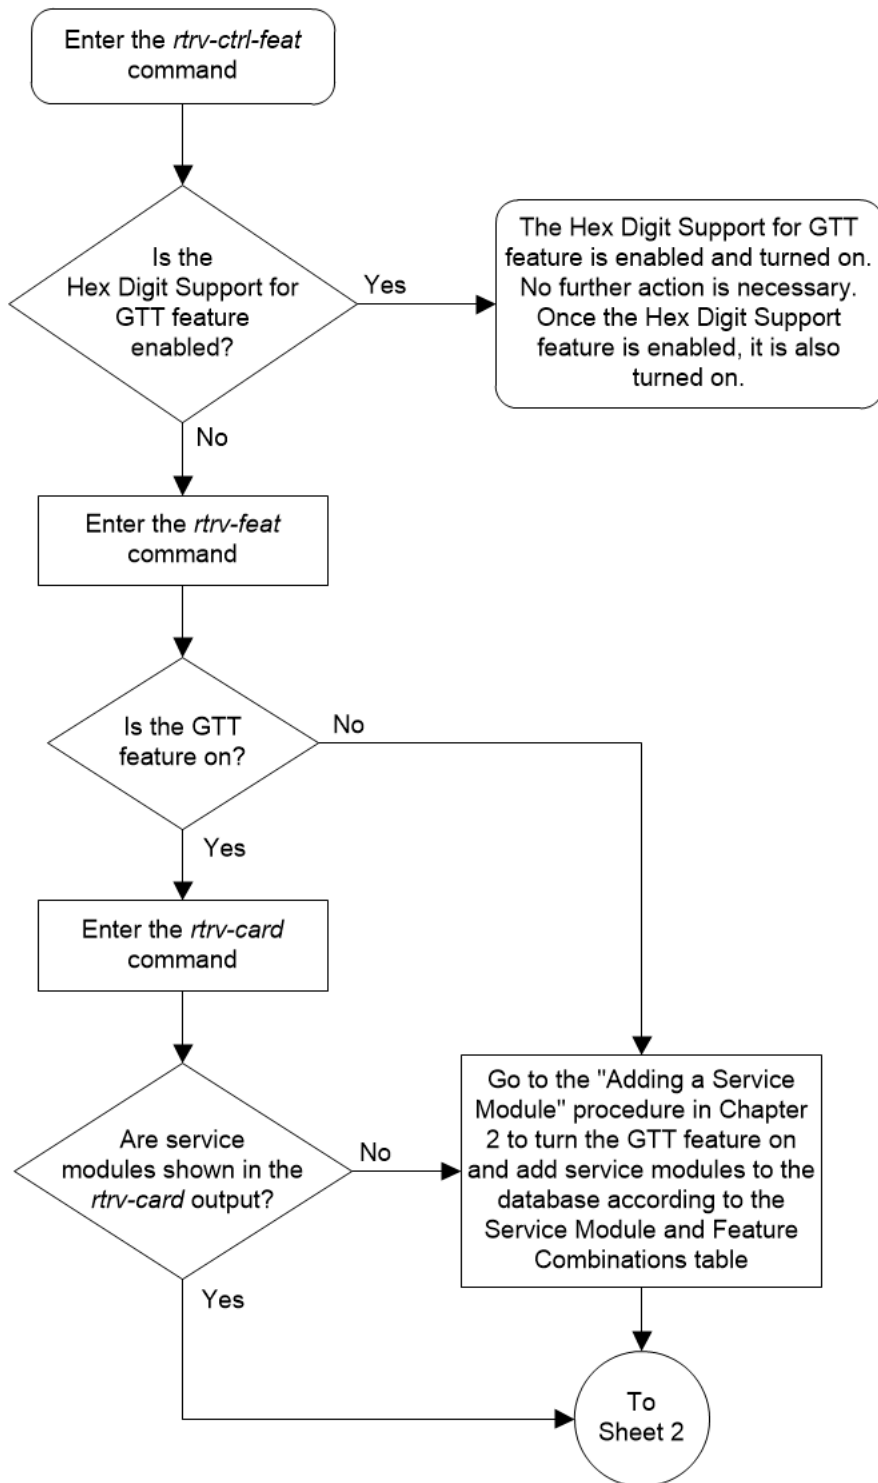 Enter the rtrv-ctrl-feat
command
Is the
Hex Digit Support for
GTT feature
enabled?
Yes
The Hex Digit Support for GTT
feature is enabled and turned on.
No further action is necessary.
Once the Hex Digit Support
feature is enabled, it is also
turned on.
No
Enter the rtrv-feat
command
Is the GTT
feature on?
No
Yes
Enter the rtrv-card
command
Are service
modules shown in the
rtrv-card output?
No
Go to the "Adding a Service
Module" procedure in Chapter
2 to turn the GTT feature on
and add service modules to the
database according to the
Service Module and Feature
Combinations table
Yes
To
Sheet 2